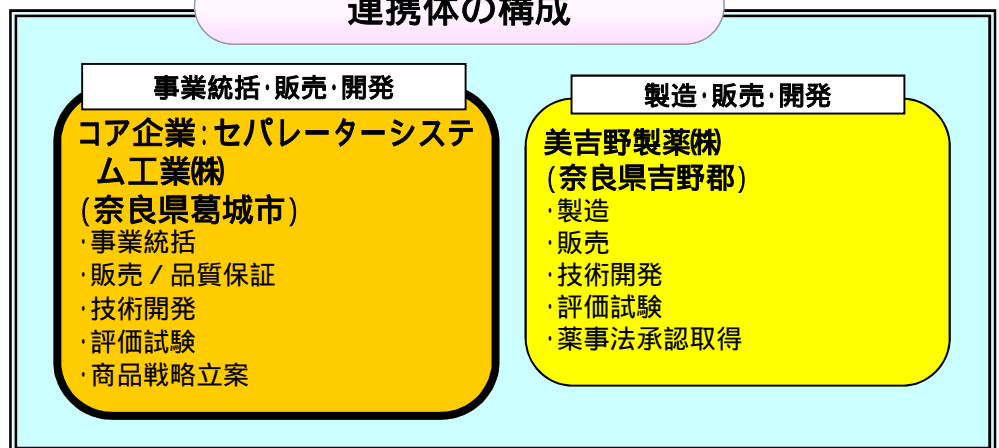 連携体の構成
事業統括・販売・開発
コア企業：セパレーターシステ
ム工業㈱
(奈良県葛城市)
・事業統括
・販売／品質保証
・技術開発
・評価試験
・商品戦略立案
製造・販売・開発
美吉野製薬㈱
(奈良県吉野郡)
・製造
・販売
・技術開発
・評価試験
・薬事法承認取得